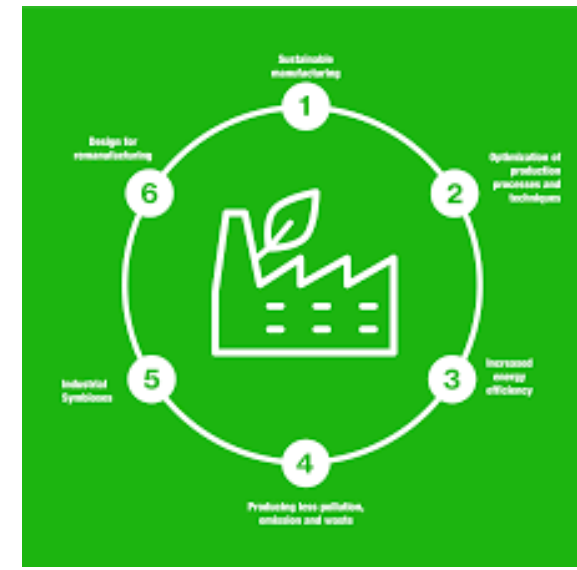 Sustainable
manufacturing
1
Optimization of
production
processes and
techniques
2
Increased
energy
efficiency
3
4
Producing less pollution,
emission and waste
5
Industrial
Symbioses
Design for
remanufacturing
6